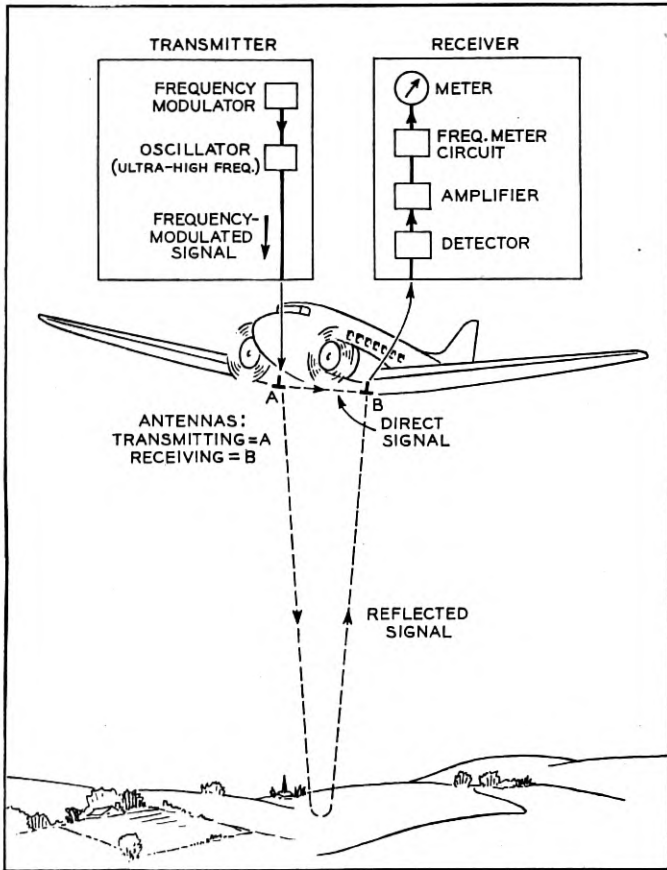 TRANSMITTER
FREQUENCY
MODULATOR
OSCILLATOR
(ULTRA-HIGH FREQ.)
FREQUENCY-
MODULATED
SIGNAL
RECEIVER
METER
FREQ. METER
CIRCUIT
AMPLIFIER
DETECTOR
A
B
ANTENNAS:
TRANSMITTING = A
RECEIVING = B
DIRECT
SIGNAL
REFLECTED
SIGNAL